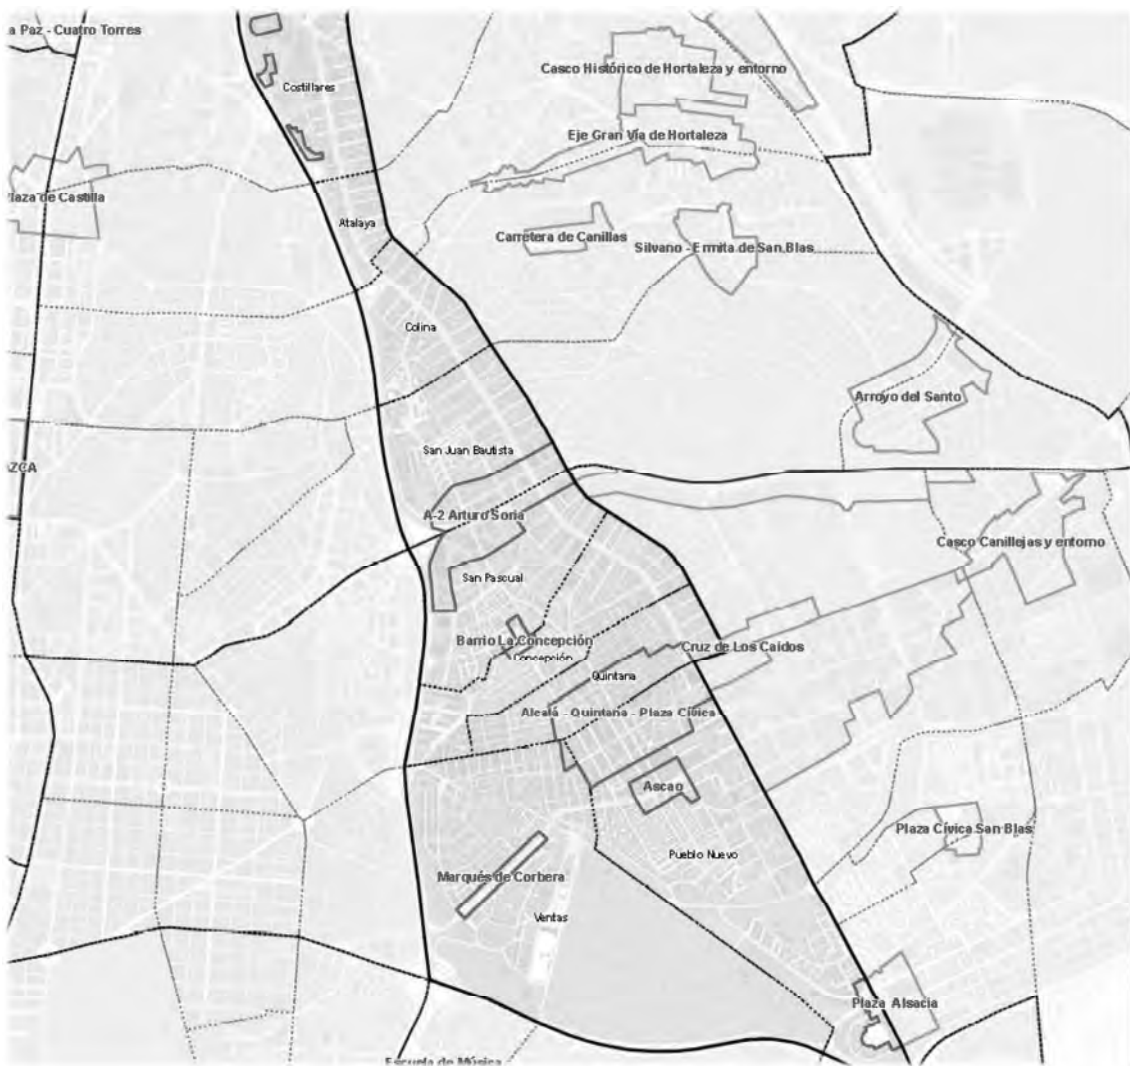 a Paz - Cuatro Torres
Casco Histórico de Hortaleza y entorno
Costillares
Eje Gran Vía de Hortaleza
laza de Castilla
Atalaya
Carretera de Canillas
Silvano - Ermita de San Blas
Colina
Arroyo del Santo
San Juan Bautista
ZCA
A-2 Arturo Soria
Casco Canillejas y entorno
San Pascual
Barrio La Concepción
Cruz de Los Caídos
Concepción
Quintana
Alcalá - Quintana - Plaza Cívica
Ascao
Plaza Cívica San Blas
Pueblo Nuevo
Marqués de Corbera
Ventas
Plaza Alsacia
Escuela de Música